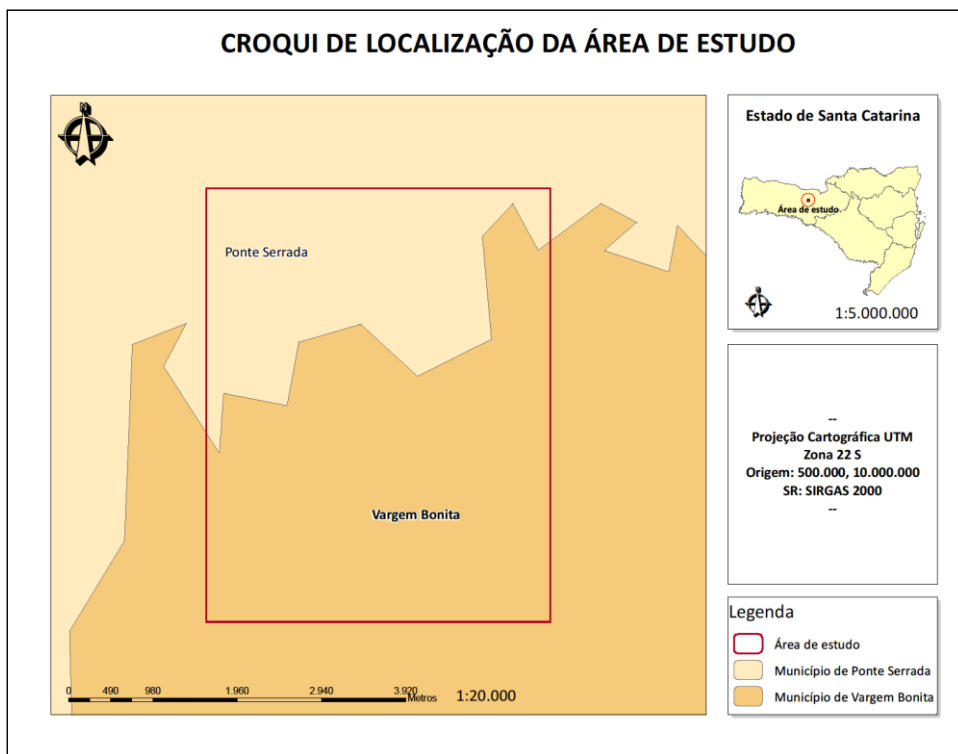 CROQUI DE LOCALIZAÇÃO DA ÁREA DE ESTUDO
N
Ponte Serrada
Vargem Bonita
0 490 980 1.960 2.940 3.920
Metros
1:20.000
Estado de Santa Catarina
Área de estudo
1:5.000.000
--
Projeção Cartográfica UTM
Zona 22 S
Origem: 500.000, 10.000.000
SR: SIRGAS 2000
--
Legenda
Área de estudo
Município de Ponte Serrada
Município de Vargem Bonita